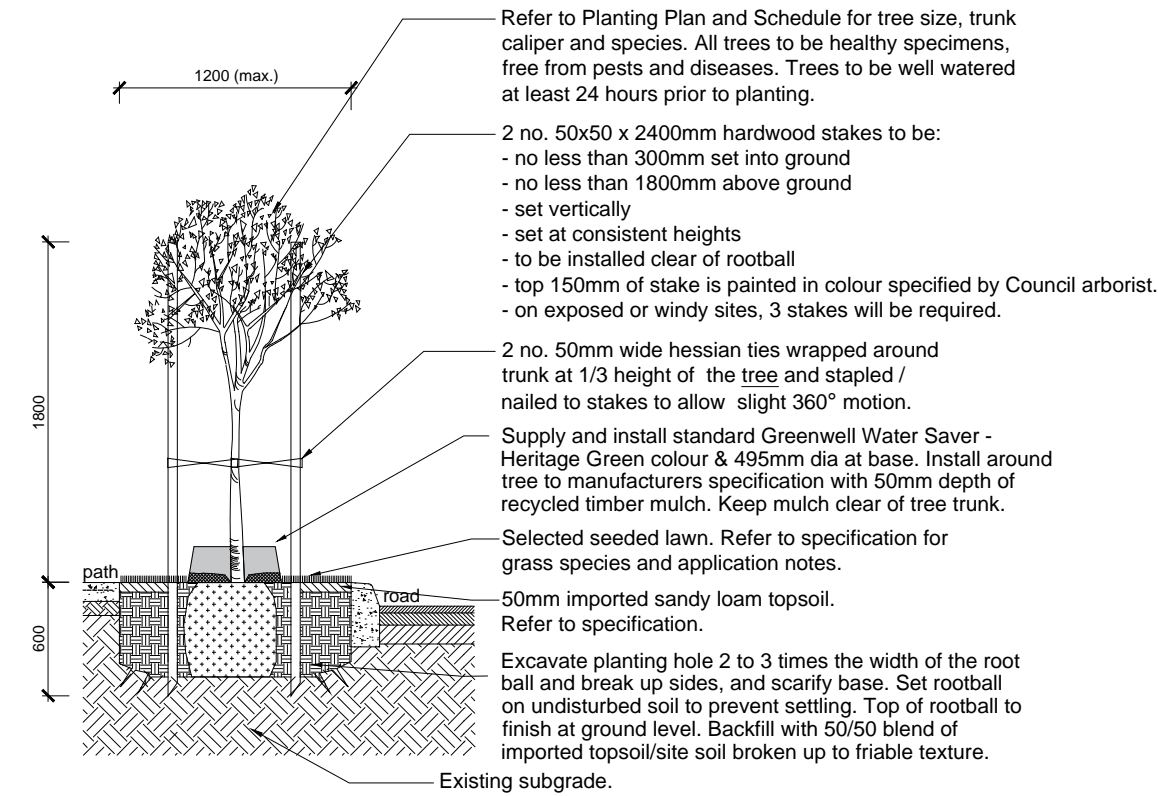 Refer to Planting Plan and Schedule for tree size, trunk
caliper and species. All trees to be healthy specimens,
free from pests and diseases. Trees to be well watered
at least 24 hours prior to planting.
1200 (max.)
2 no. 50x50 x 2400mm hardwood stakes to be:
- no less than 300mm set into ground
- no less than 1800mm above ground
- set vertically
- set at consistent heights
- to be installed clear of rootball
- top 150mm of stake is painted in colour specified by Council arborist.
- on exposed or windy sites, 3 stakes will be required.
2 no. 50mm wide hessian ties wrapped around
trunk at 1/3 height of the tree and stapled /
nailed to stakes to allow slight 360° motion.
1800
Supply and install standard Greenwell Water Saver -
Heritage Green colour & 495mm dia at base. Install around
tree to manufacturers specification with 50mm depth of
recycled timber mulch. Keep mulch clear of tree trunk.
Selected seeded lawn. Refer to specification for
grass species and application notes.
path
road
50mm imported sandy loam topsoil.
Refer to specification.
600
Excavate planting hole 2 to 3 times the width of the root
ball and break up sides, and scarify base. Set rootball
on undisturbed soil to prevent settling. Top of rootball to
finish at ground level. Backfill with 50/50 blend of
imported topsoil/site soil broken up to friable texture.
Existing subgrade.